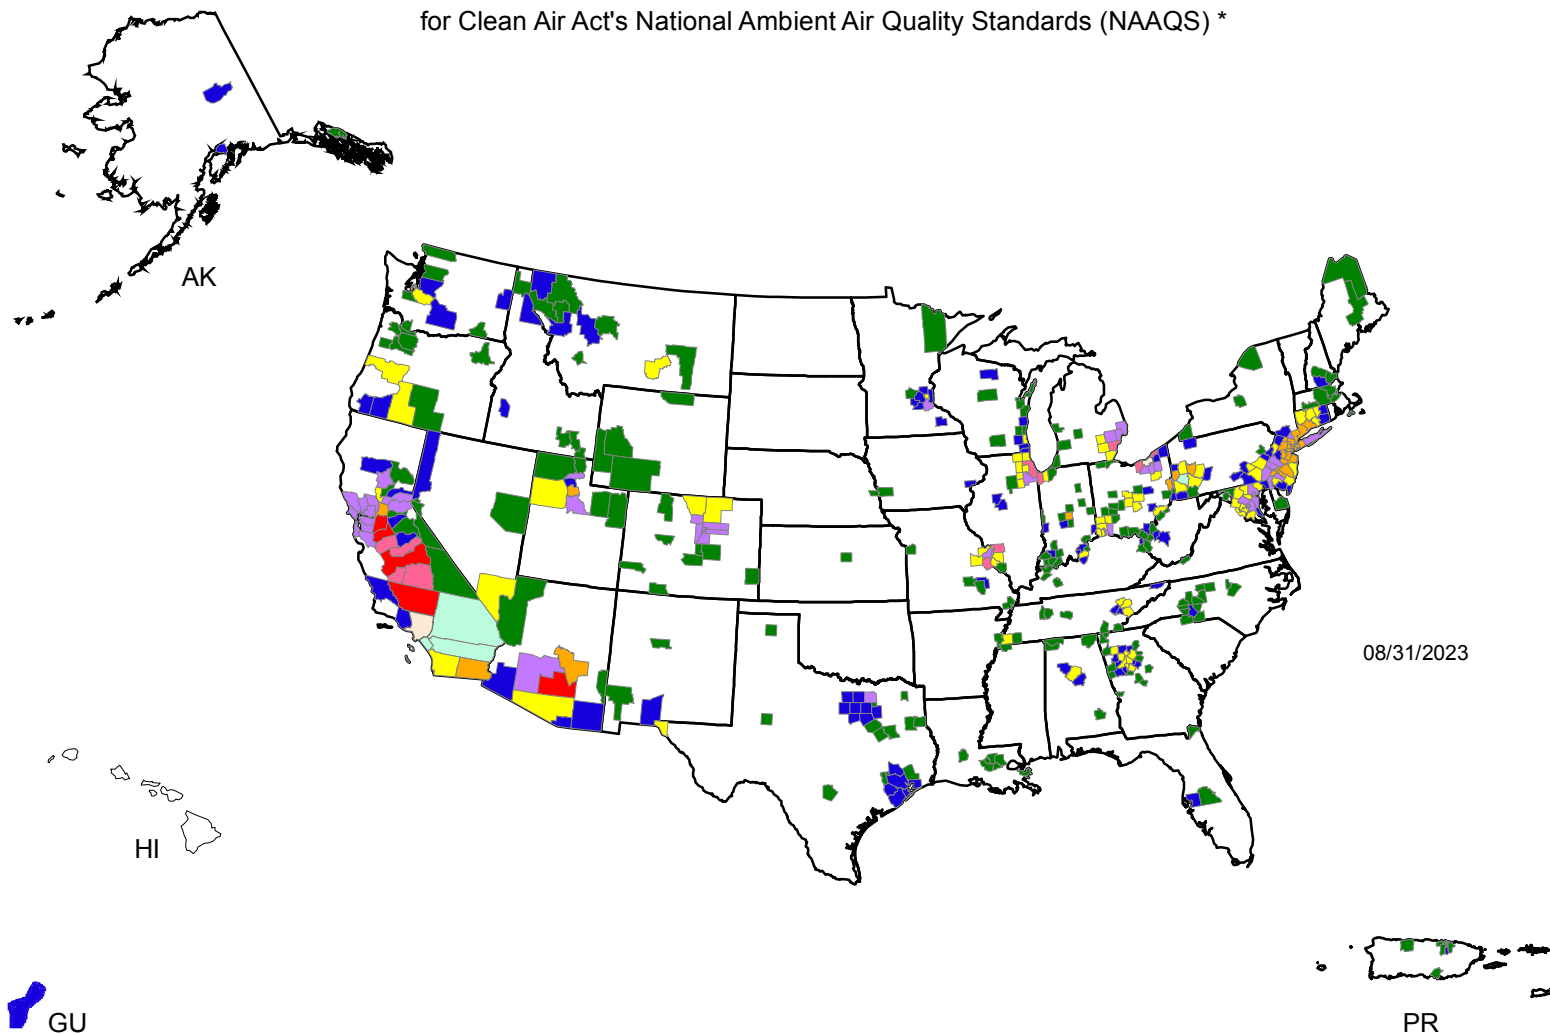 for Clean Air Act's National Ambient Air Quality Standards (NAAQS) *
AK
08/31/2023
HI
GU
PR